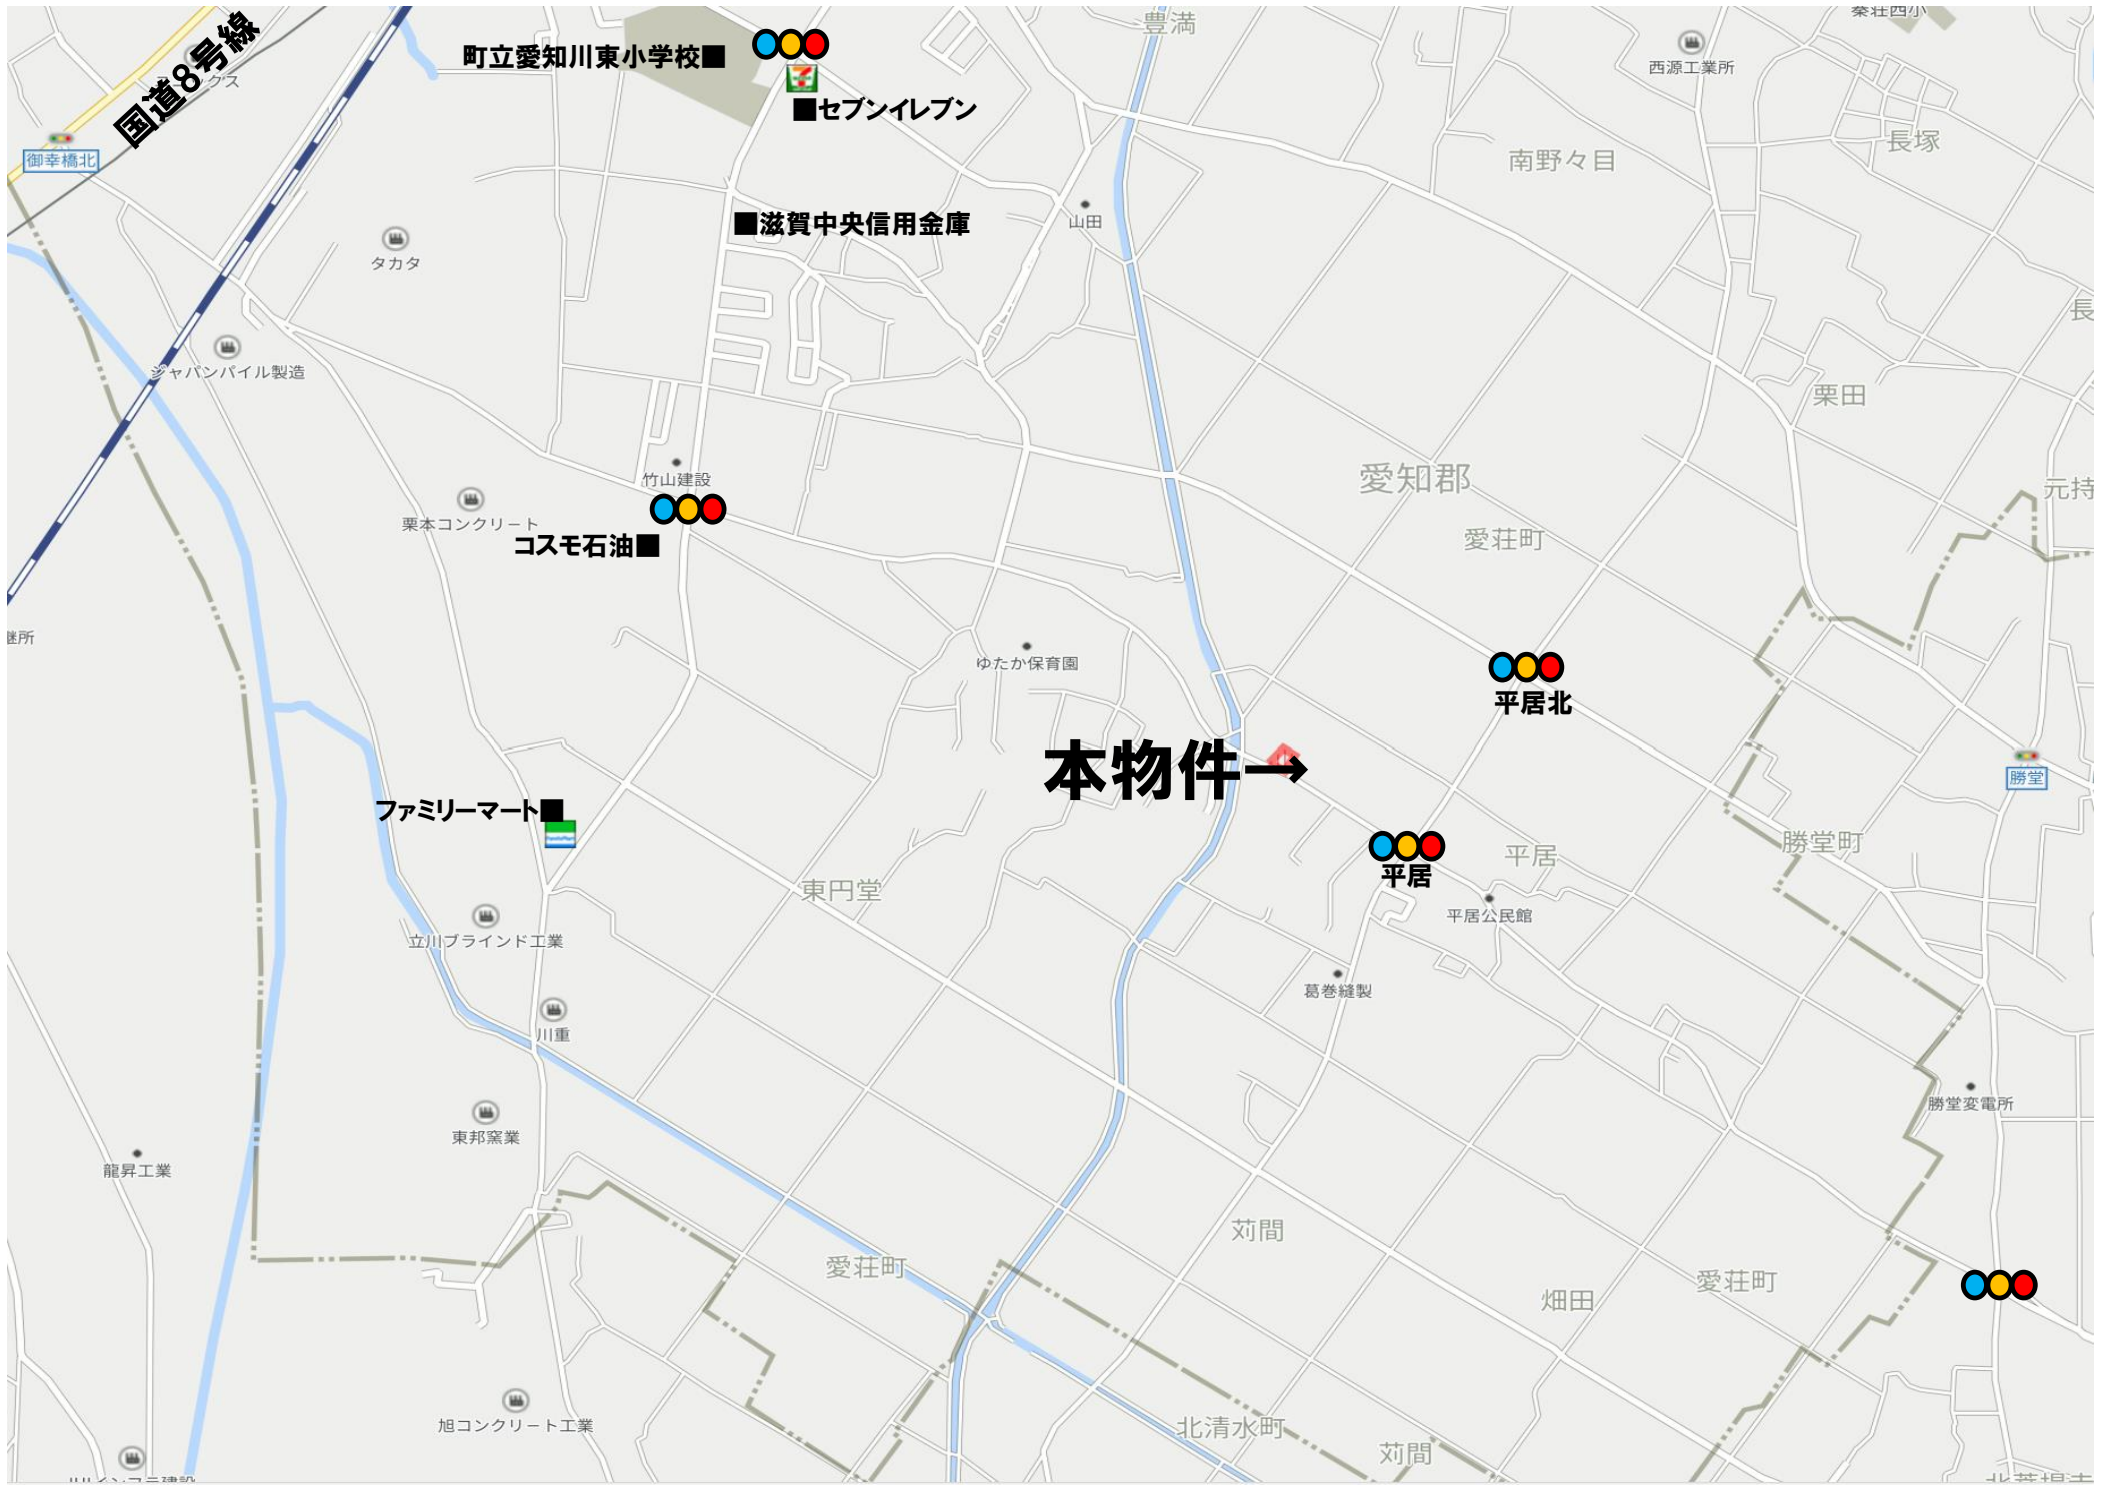 秦荘西小
豊満
町立愛知川東小学校■
国道8号線
西源工業所
■セブンイレブン
長塚
御幸橋北
南野々目
■滋賀中央信用金庫
山田
タカタ
長
ジャパンパイル製造
栗田
竹山建設
愛知郡
元持
栗本コンクリート
愛荘町
コスモ石油■
継所
ゆたか保育園
平居北
本物件→
勝堂
ファミリーマート■
勝堂町
平居
平居
東円堂
平居公民館
立川ブラインド工業
葛巻縫製
川重
勝堂変電所
東邦窯業
龍昇工業
苅間
愛荘町
愛荘町
畑田
旭コンクリート工業
北清水町
苅間